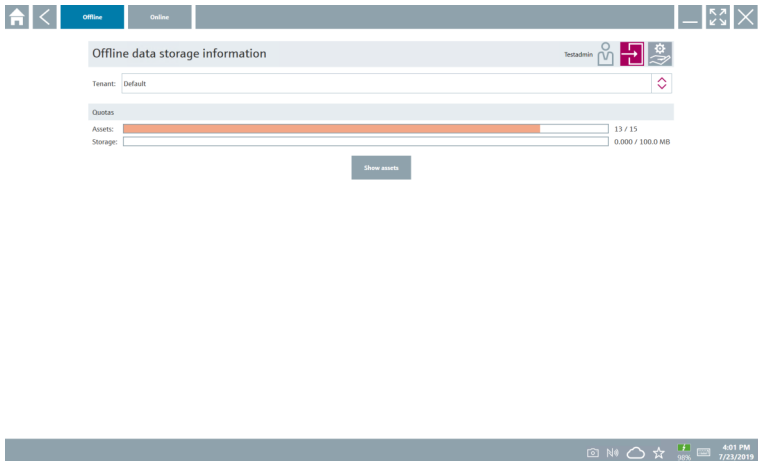 Offline Online
Offline data storage information Testadmin
Tenant: Default
Quotas
Assets: 13 / 15
Storage: 0.000 / 100.0 MB
Show assets
98% 4:01 PM
7/23/2019